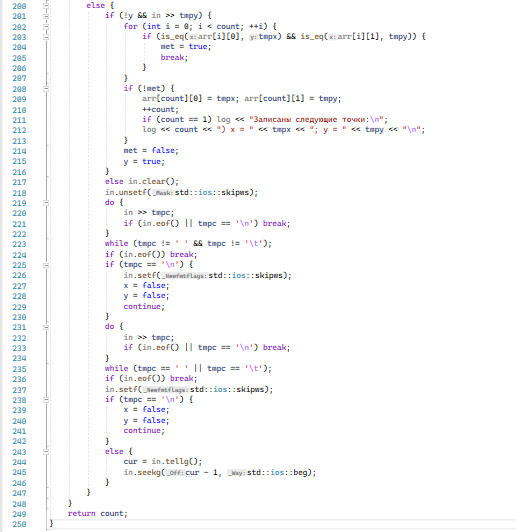 200 else {
201 if (!y && in >> tmpy) {
202 for (int i = 0; i < count; ++i) {
203 if (is_eq(x:arr[i][0], y:tmpx) && is_eq(x:arr[i][1], tmpy)) {
204 met = true;
205 break;
206 }
207 }
208 if (!met) {
209 arr[count][0] = tmpx; arr[count][1] = tmpy;
210 ++count;
211 if (count == 1) log << "Записаны следующие точки:\n";
212 log << count << ") x = " << tmpx << "; y = " << tmpy << "\n";
213 }
214 met = false;
215 y = true;
216 }
217 else in.clear();
218 in.unsetf(_Mask:std::ios::skipws);
219 do {
220 in >> tmpc;
221 if (in.eof() || tmpc == '\n') break;
222 }
223 while (tmpc != ' ' && tmpc != '\t');
224 if (in.eof()) break;
225 if (tmpc == '\n') {
226 in.setf(_Newfmtflags:std::ios::skipws);
227 x = false;
228 y = false;
229 continue;
230 }
231 do {
232 in >> tmpc;
233 if (in.eof() || tmpc == '\n') break;
234 }
235 while (tmpc == ' ' || tmpc == '\t');
236 if (in.eof()) break;
237 in.setf(_Newfmtflags:std::ios::skipws);
238 if (tmpc == '\n') {
239 x = false;
240 y = false;
241 continue;
242 }
243 else {
244 cur = in.tellg();
245 in.seekg(_Off:cur - 1, _Way:std::ios::beg);
246 }
247 }
248 }
249 return count;
250 }